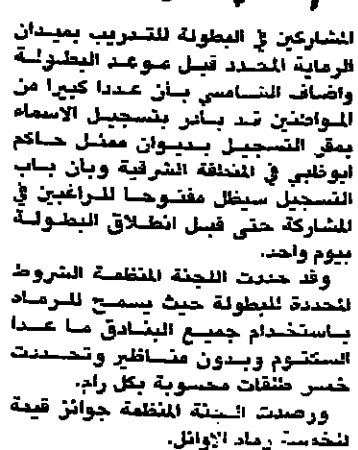 المشاركين في البطولة للتدريب بميدان
الرماية المحدد قبل موعد البطولة
واضاف الشامسي بأن عددا كبيرا من
المواطنين قد بادر بتسجيل الاسماء
بمقر التسجيل بديوان ممثل حاكم
ابوظبي في المنطقة الشرقية وبأن باب
التسجيل سيظل مفتوحا للراغبين في
المشاركة حتى قبل انطلاق البطولة
بيوم واحد.
وقد حددت اللجنة المنظمة الشروط
المحددة للبطولة حيث يسمح للرماة
باستخدام جميع البنادق ما عدا
السكتوم وبدون مناظير وتحددت
خمس طلقات محسوبة بكل رام.
ورصدت اللجنة المنظمة جوائز قيمة
للخمسة رماة الاوائل.